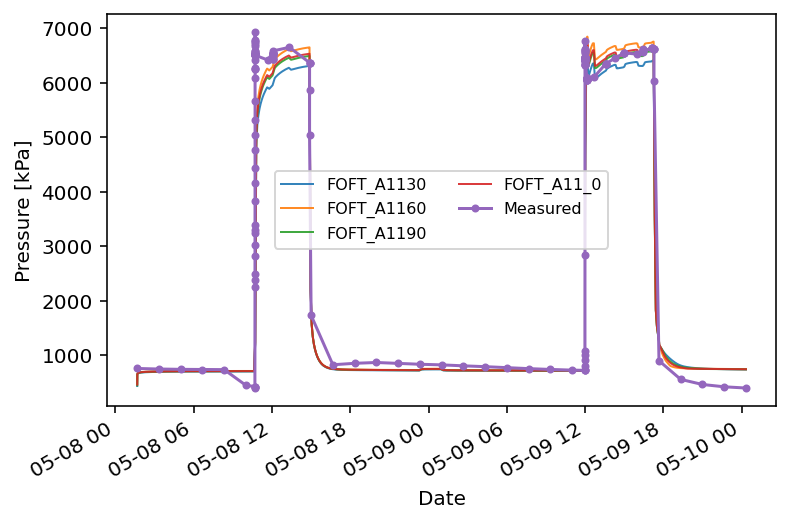 7000
6000
5000
4000
3000
2000
1000
Pressure [kPa]
FOFT_A1130
FOFT_A1160
FOFT_A1190
FOFT_A11_0
Measured
05-08 00
05-08 06
05-08 12
05-08 18
05-09 00
05-09 06
05-09 12
05-09 18
05-10 00
Date